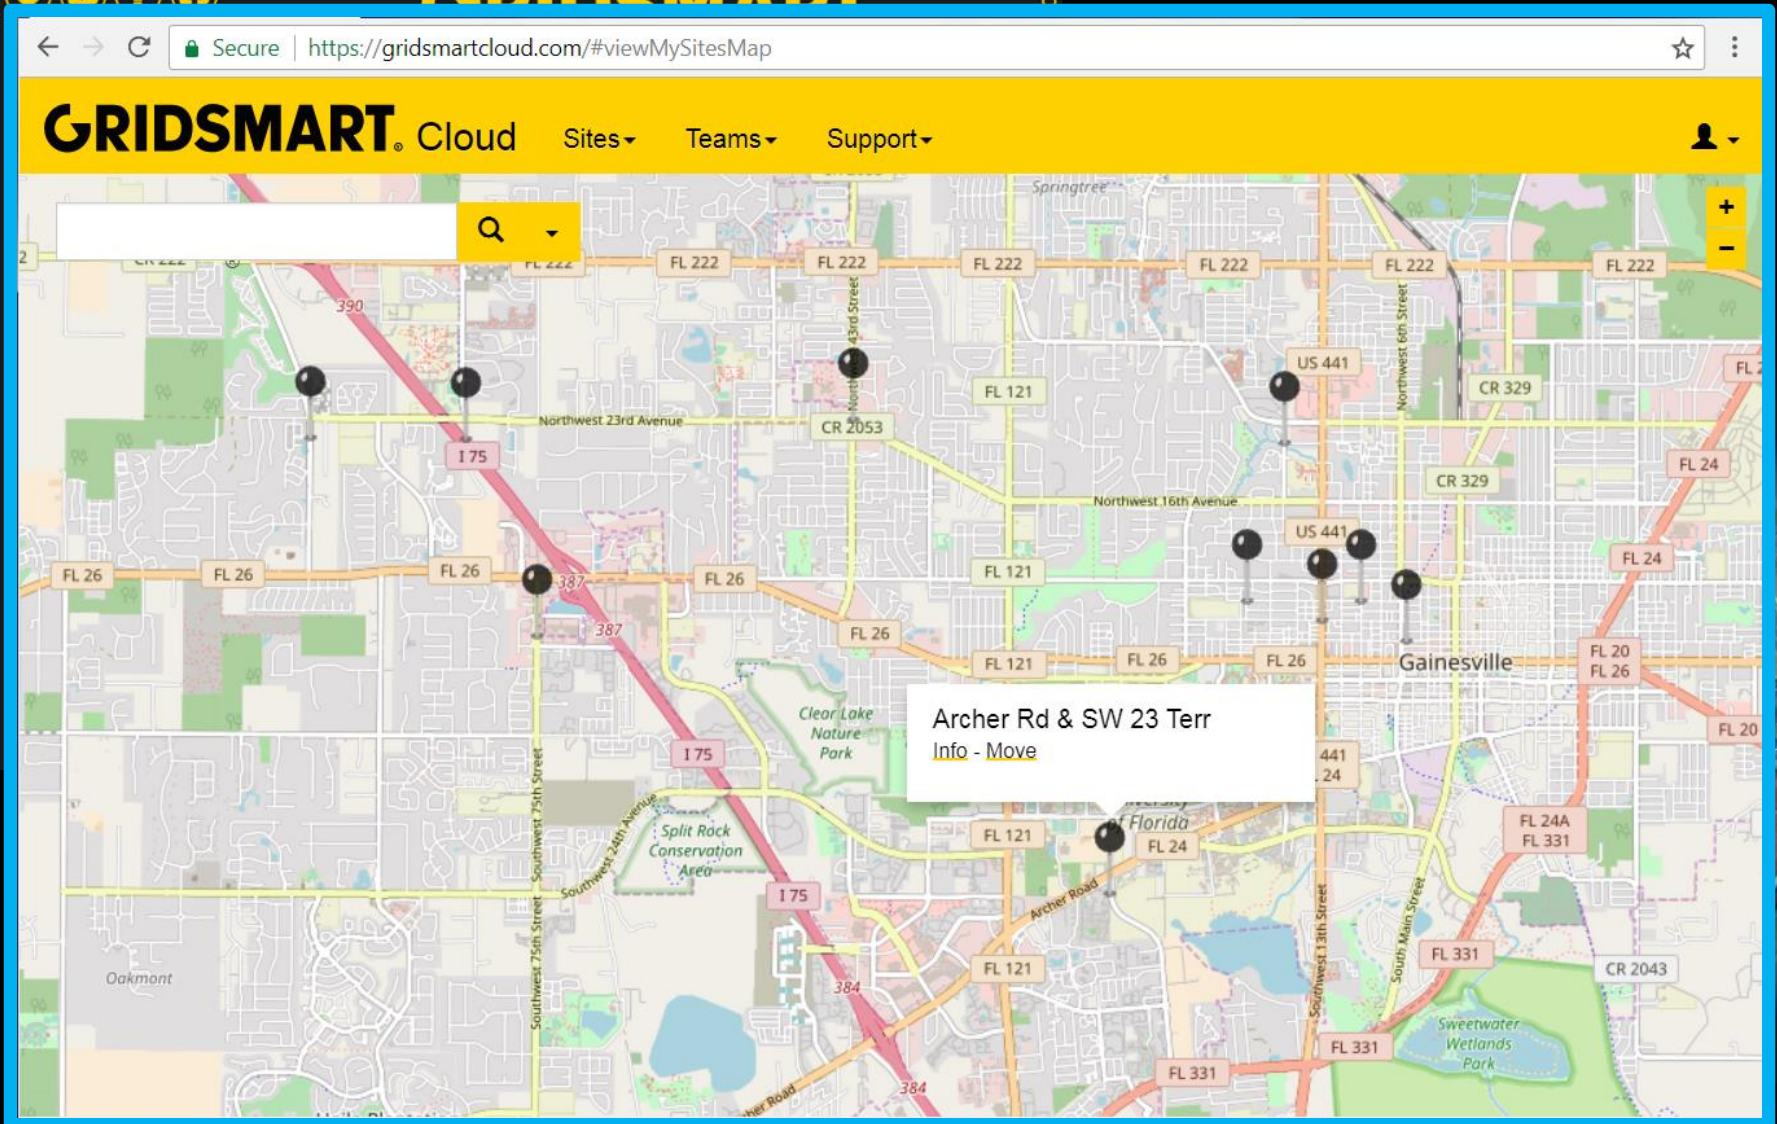 Secure
https://gridsmartcloud.com/#viewMySitesMap
GRIDSMART® Cloud
Sites
Teams
Support
Springtree
+
−
FL 222
FL 222
FL 222
FL 222
FL 222
FL 222
FL 222
390
Northwest 43rd Street
Northwest 6th Street
US 441
FL 121
CR 329
Northwest 23rd Avenue
CR 2053
I 75
FL 24
CR 329
Northwest 16th Avenue
US 441
FL 24
FL 26
FL 26
FL 26
387
FL 26
FL 121
387
FL 26
FL 121
FL 26
FL 26
Gainesville
FL 20
FL 26
Clear Lake
Nature
Park
Archer Rd & SW 23 Terr
Info - Move
FL 20
I 75
441
24
Southwest 75th Street
Southwest 24th Avenue
Split Rock
Conservation
Area
FL 121
of Florida
FL 24
FL 24A
FL 331
I 75
Archer Road
Southwest 75th Street
Southwest 13th Street
South Main Street
FL 331
Oakmont
FL 121
CR 2043
384
Sweetwater
Wetlands
Park
FL 331
FL 331
384